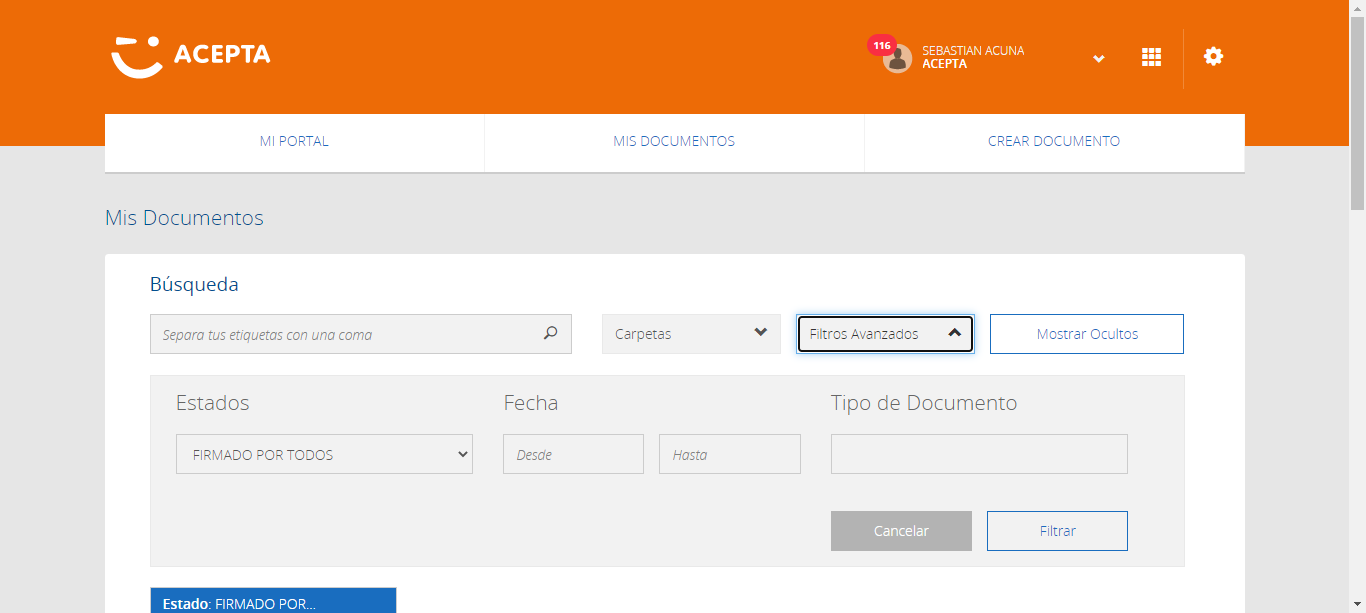 ACEPTA
116
SEBASTIAN ACUNA
ACEPTA
MI PORTAL
MIS DOCUMENTOS
CREAR DOCUMENTO
Mis Documentos
Búsqueda
Separa tus etiquetas con una coma
Carpetas
Filtros Avanzados
Mostrar Ocultos
Estados
Fecha
Tipo de Documento
FIRMADO POR TODOS
Desde
Hasta
Cancelar
Filtrar
Estado: FIRMADO POR...